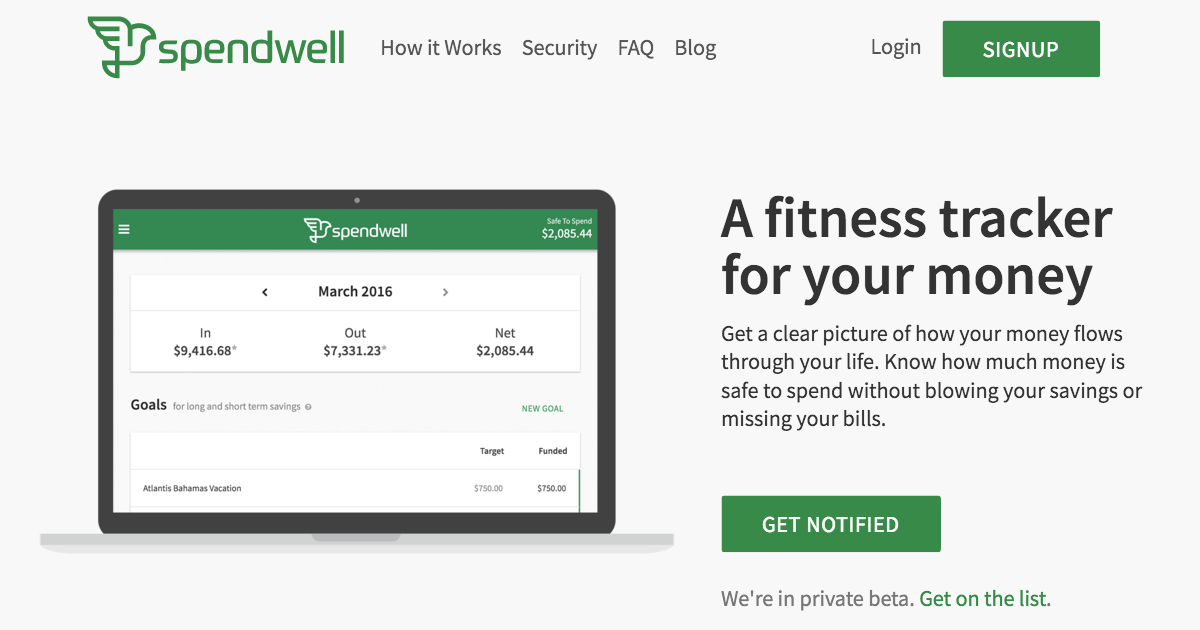 spendwell
How it Works Security FAQ Blog
Login
SIGNUP
spendwell
Safe To Spend
$2,085.44
March 2016
In Out Net
$9,416.68* $7,331.23* $2,085.44
Goals for long and short term savings
NEW GOAL
Target Funded
Atlantis Bahamas Vacation $750.00 $750.00
A fitness tracker
for your money
Get a clear picture of how your money flows
through your life. Know how much money is
safe to spend without blowing your savings or
missing your bills.
GET NOTIFIED
We're in private beta. Get on the list.